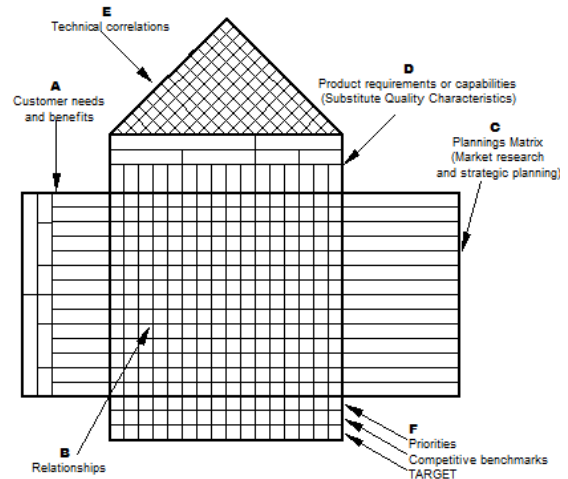 E
Technical correlations
D
Product requirements or capabilities
(Substitute Quality Characteristics)
A
Customer needs
and benefits
C
Plannings Matrix
(Market research
and strategic planning)
B
Relationships
F
Priorities
Competitive benchmarks
TARGET